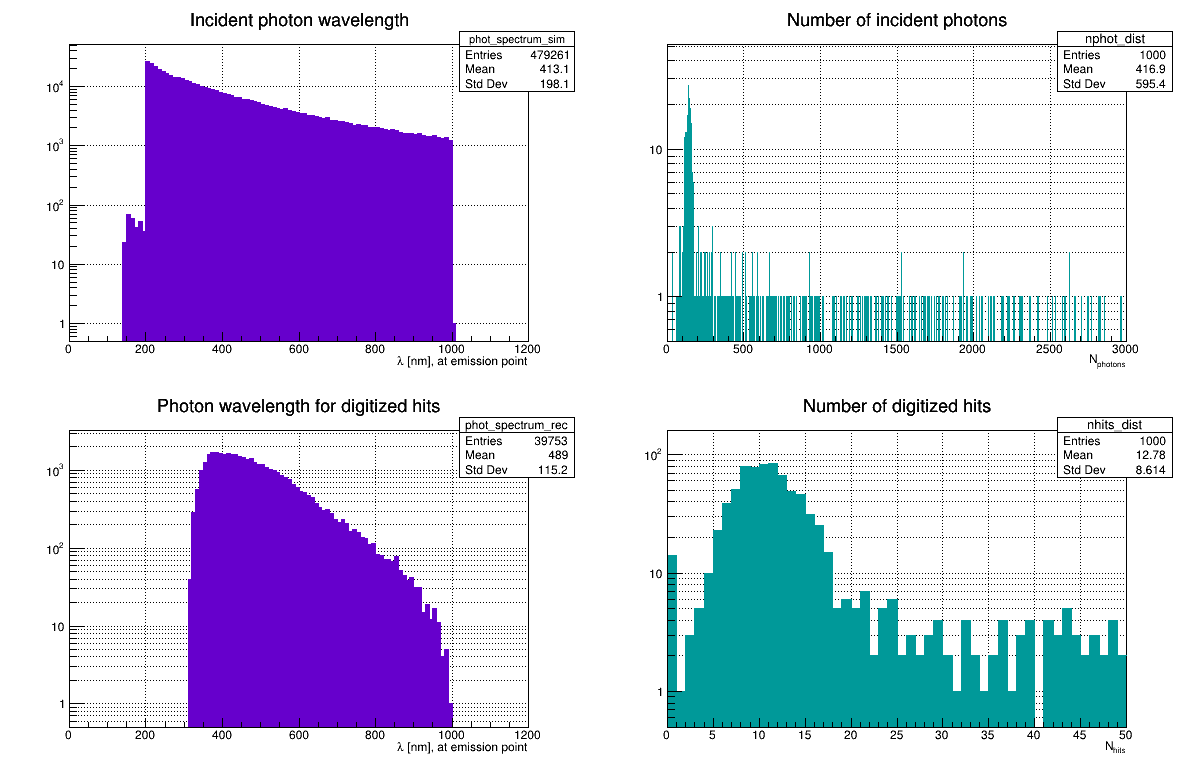 Incident photon wavelength
phot_spectrum_sim
Entries 479261
Mean 413.1
Std Dev 198.1
10^4
10^3
10^2
10
1
0 200 400 600 800 1000 1200
λ [nm], at emission point
Number of incident photons
nphot_dist
Entries 1000
Mean 416.9
Std Dev 595.4
10
1
0 500 1000 1500 2000 2500 3000
N_photons
Photon wavelength for digitized hits
phot_spectrum_rec
Entries 39753
Mean 489
Std Dev 115.2
10^3
10^2
10
1
0 200 400 600 800 1000 1200
λ [nm], at emission point
Number of digitized hits
nhits_dist
Entries 1000
Mean 12.78
Std Dev 8.614
10^2
10
1
0 5 10 15 20 25 30 35 40 45 50
N_hits